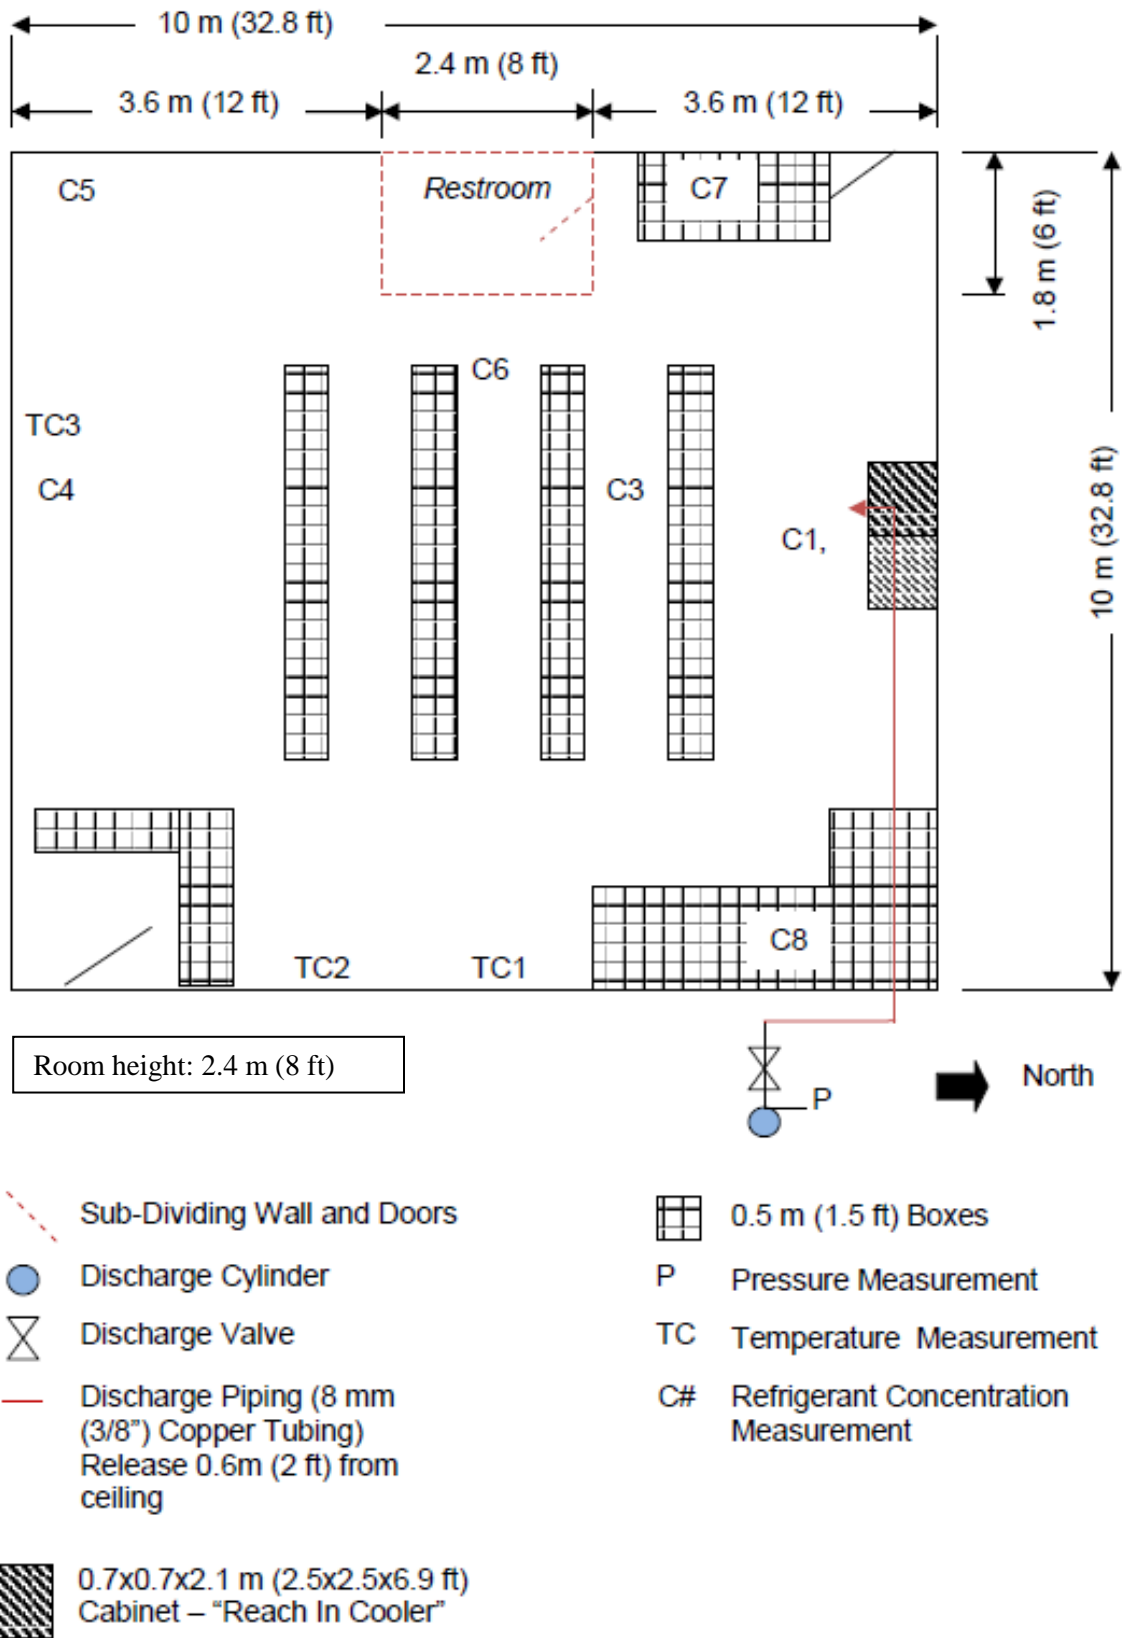 10 m (32.8 ft)
2.4 m (8 ft)
3.6 m (12 ft)
3.6 m (12 ft)
C5
Restroom
C7
1.8 m (6 ft)
C6
TC3
C4
C3
C1,
10 m (32.8 ft)
C8
TC2
TC1
Room height: 2.4 m (8 ft)
P
North
Sub-Dividing Wall and Doors
Discharge Cylinder
Discharge Valve
Discharge Piping (8 mm
(3/8”) Copper Tubing)
Release 0.6m (2 ft) from
ceiling
0.7x0.7x2.1 m (2.5x2.5x6.9 ft)
Cabinet – “Reach In Cooler”
0.5 m (1.5 ft) Boxes
P Pressure Measurement
TC Temperature Measurement
C# Refrigerant Concentration
Measurement